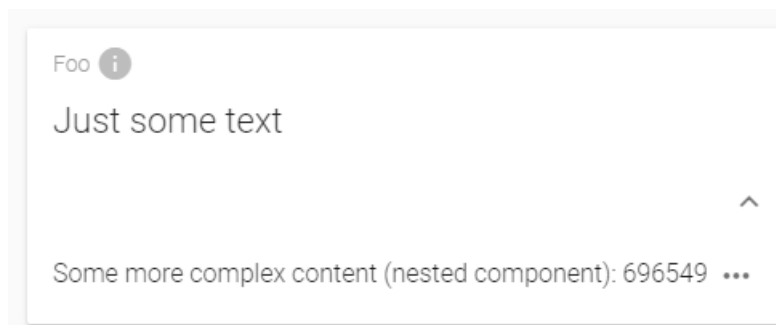 Foo
Just some text
Some more complex content (nested component): 696549